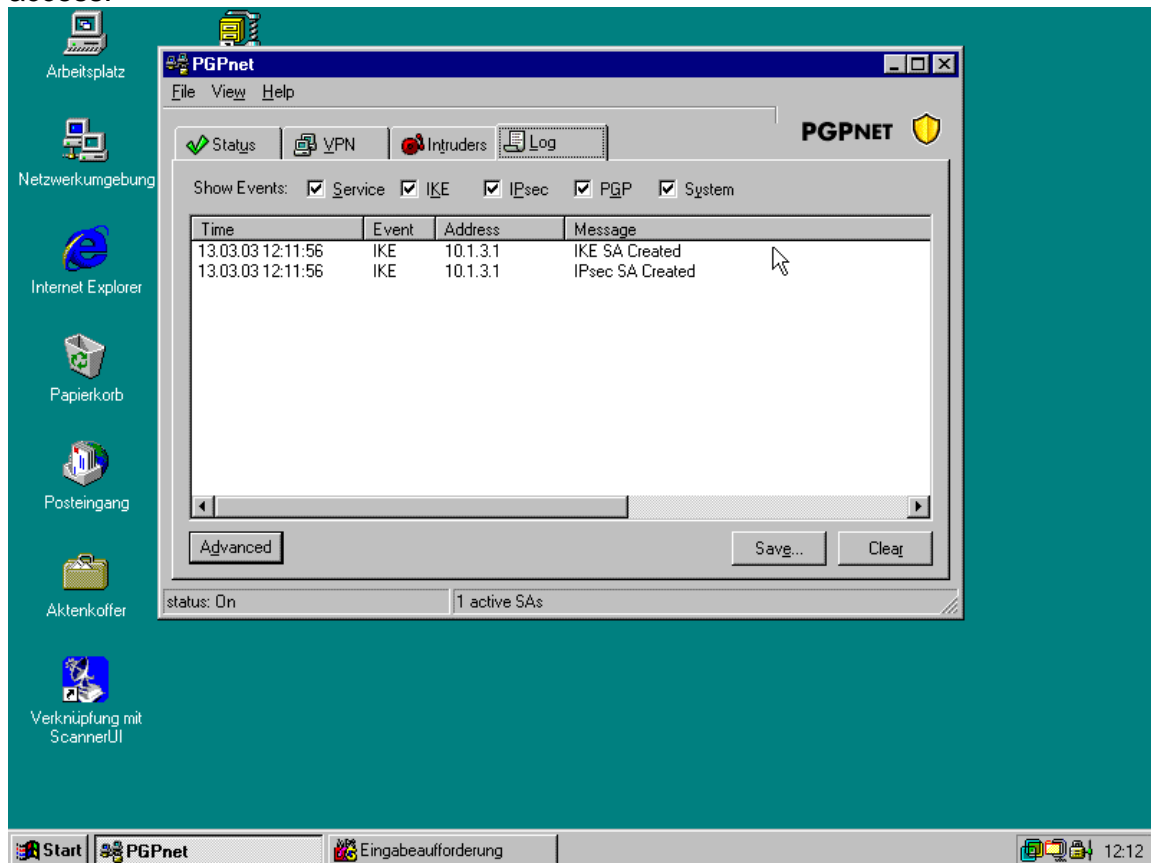 access.
Arbeitsplatz
PGPnet
File View Help
PGPNET
Status VPN Intruders Log
Netzwerkumgebung
Show Events: Service IKE IPsec PGP System
Time Event Address Message
13.03.03 12:11:56 IKE 10.1.3.1 IKE SA Created
13.03.03 12:11:56 IKE 10.1.3.1 IPsec SA Created
Internet Explorer
Papierkorb
Posteingang
Advanced Save... Clear
Aktenkoffer
status: On 1 active SAs
Verknüpfung mit
ScannerUI
Start PGPnet Eingabeaufforderung 12:12